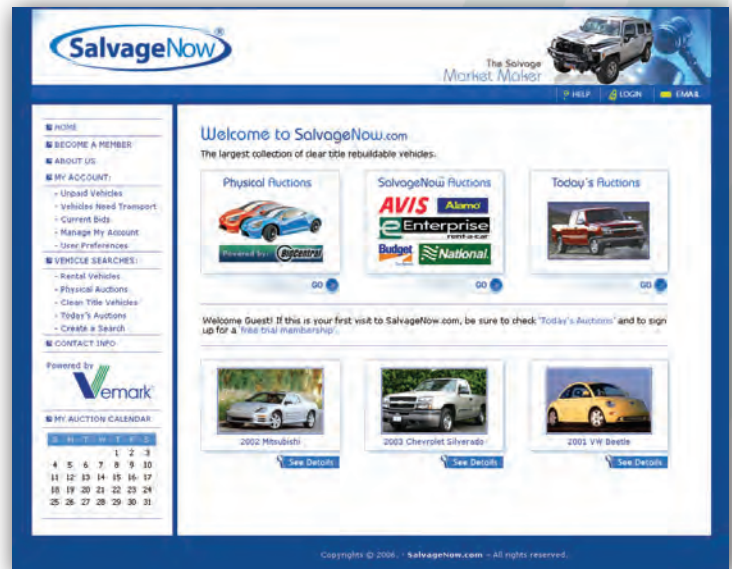 SalvageNow®
The Salvage
Market Maker
? HELP LOGIN EMAIL
HOME
BECOME A MEMBER
ABOUT US
MY ACCOUNT:
- Unpaid Vehicles
- Vehicles Need Transport
- Current Bids
- Manage My Account
- User Preferences
VEHICLE SEARCHES:
- Rental Vehicles
- Physical Auctions
- Clean Title Vehicles
- Today's Auctions
- Create a Search
CONTACT INFO
Powered by
Vemark
MY AUCTION CALENDAR
S M T W T F S
1 2 3
4 5 6 7 8 9 10
11 12 13 14 15 16 17
18 19 20 21 22 23 24
25 26 27 28 29 30 31
Welcome to SalvageNow.com
The largest collection of clear title rebuildable vehicles.
Physical Auctions
Powered by: BidCentral
GO
SalvageNow Auctions
AVIS Alamo
Enterprise
rent-a-car
Budget National.
GO
Today's Auctions
GO
Welcome Guest! If this is your first visit to SalvageNow.com, be sure to check 'Today's Auctions' and to sign
up for a 'free trial membership'.
2002 Mitsubishi
See Details
2003 Chevrolet Silverado
See Details
2001 VW Beetle
See Details
Copyrights © 2006. - SalvageNow.com - All rights reserved.